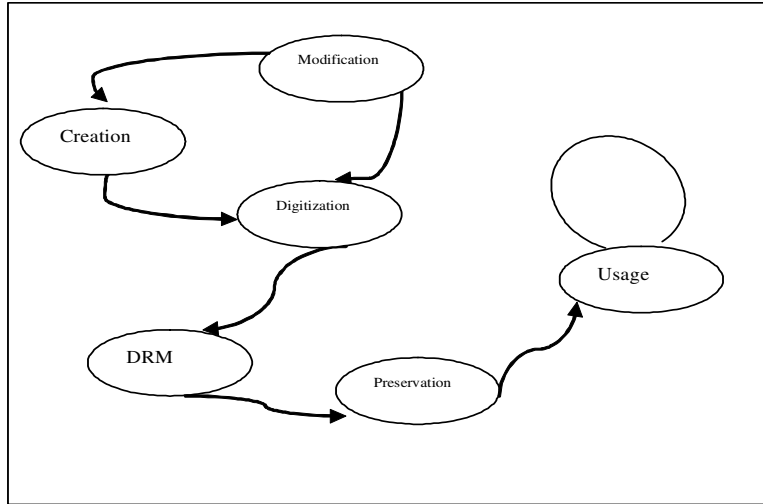 Modification
Creation
Digitization
Usage
DRM
Preservation